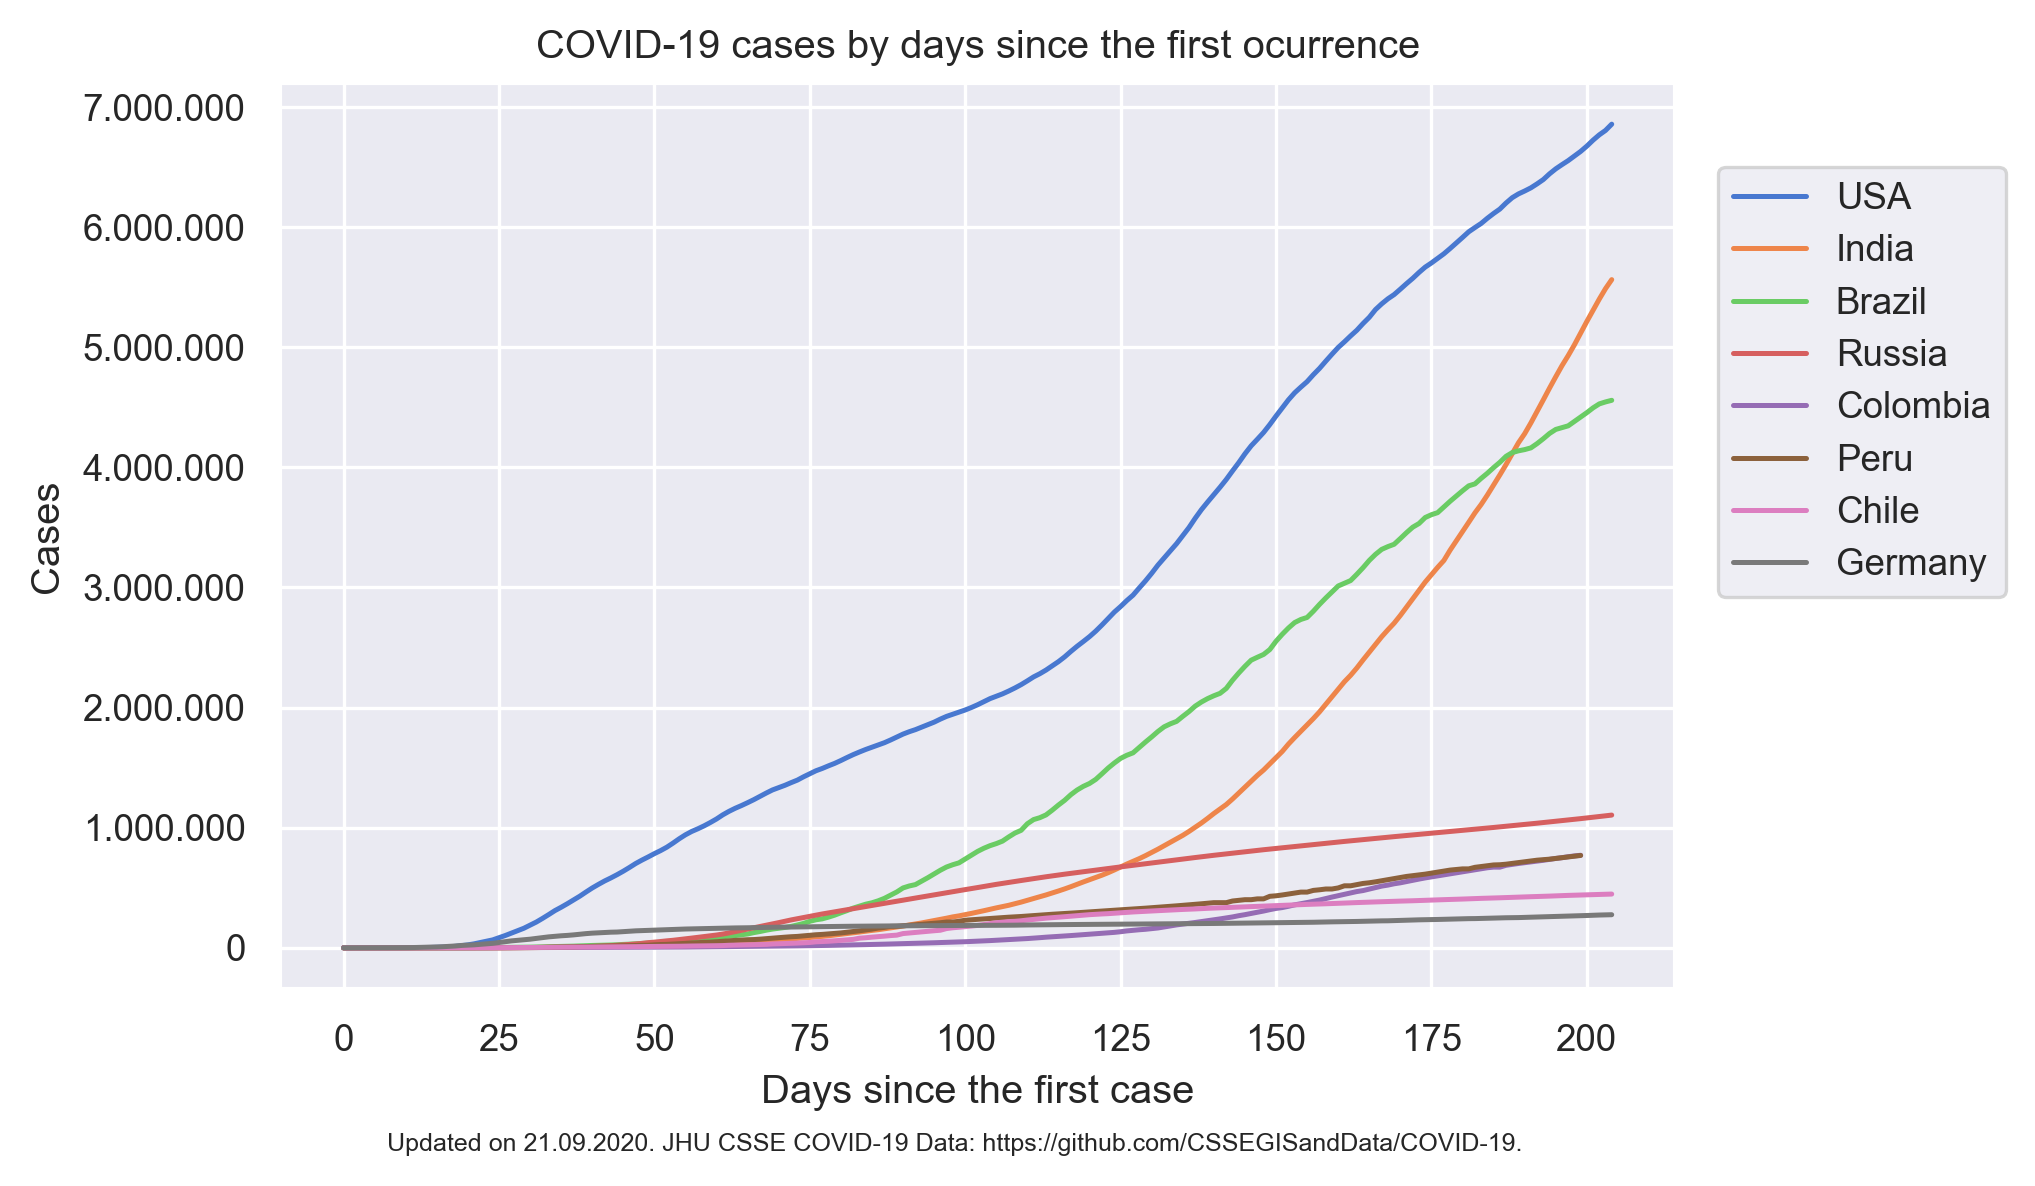 COVID-19 cases by days since the first ocurrence
7.000.000
6.000.000
5.000.000
4.000.000
3.000.000
2.000.000
1.000.000
0
Cases
0 25 50 75 100 125 150 175 200
Days since the first case
USA
India
Brazil
Russia
Colombia
Peru
Chile
Germany
Updated on 21.09.2020. JHU CSSE COVID-19 Data: https://github.com/CSSEGISandData/COVID-19.